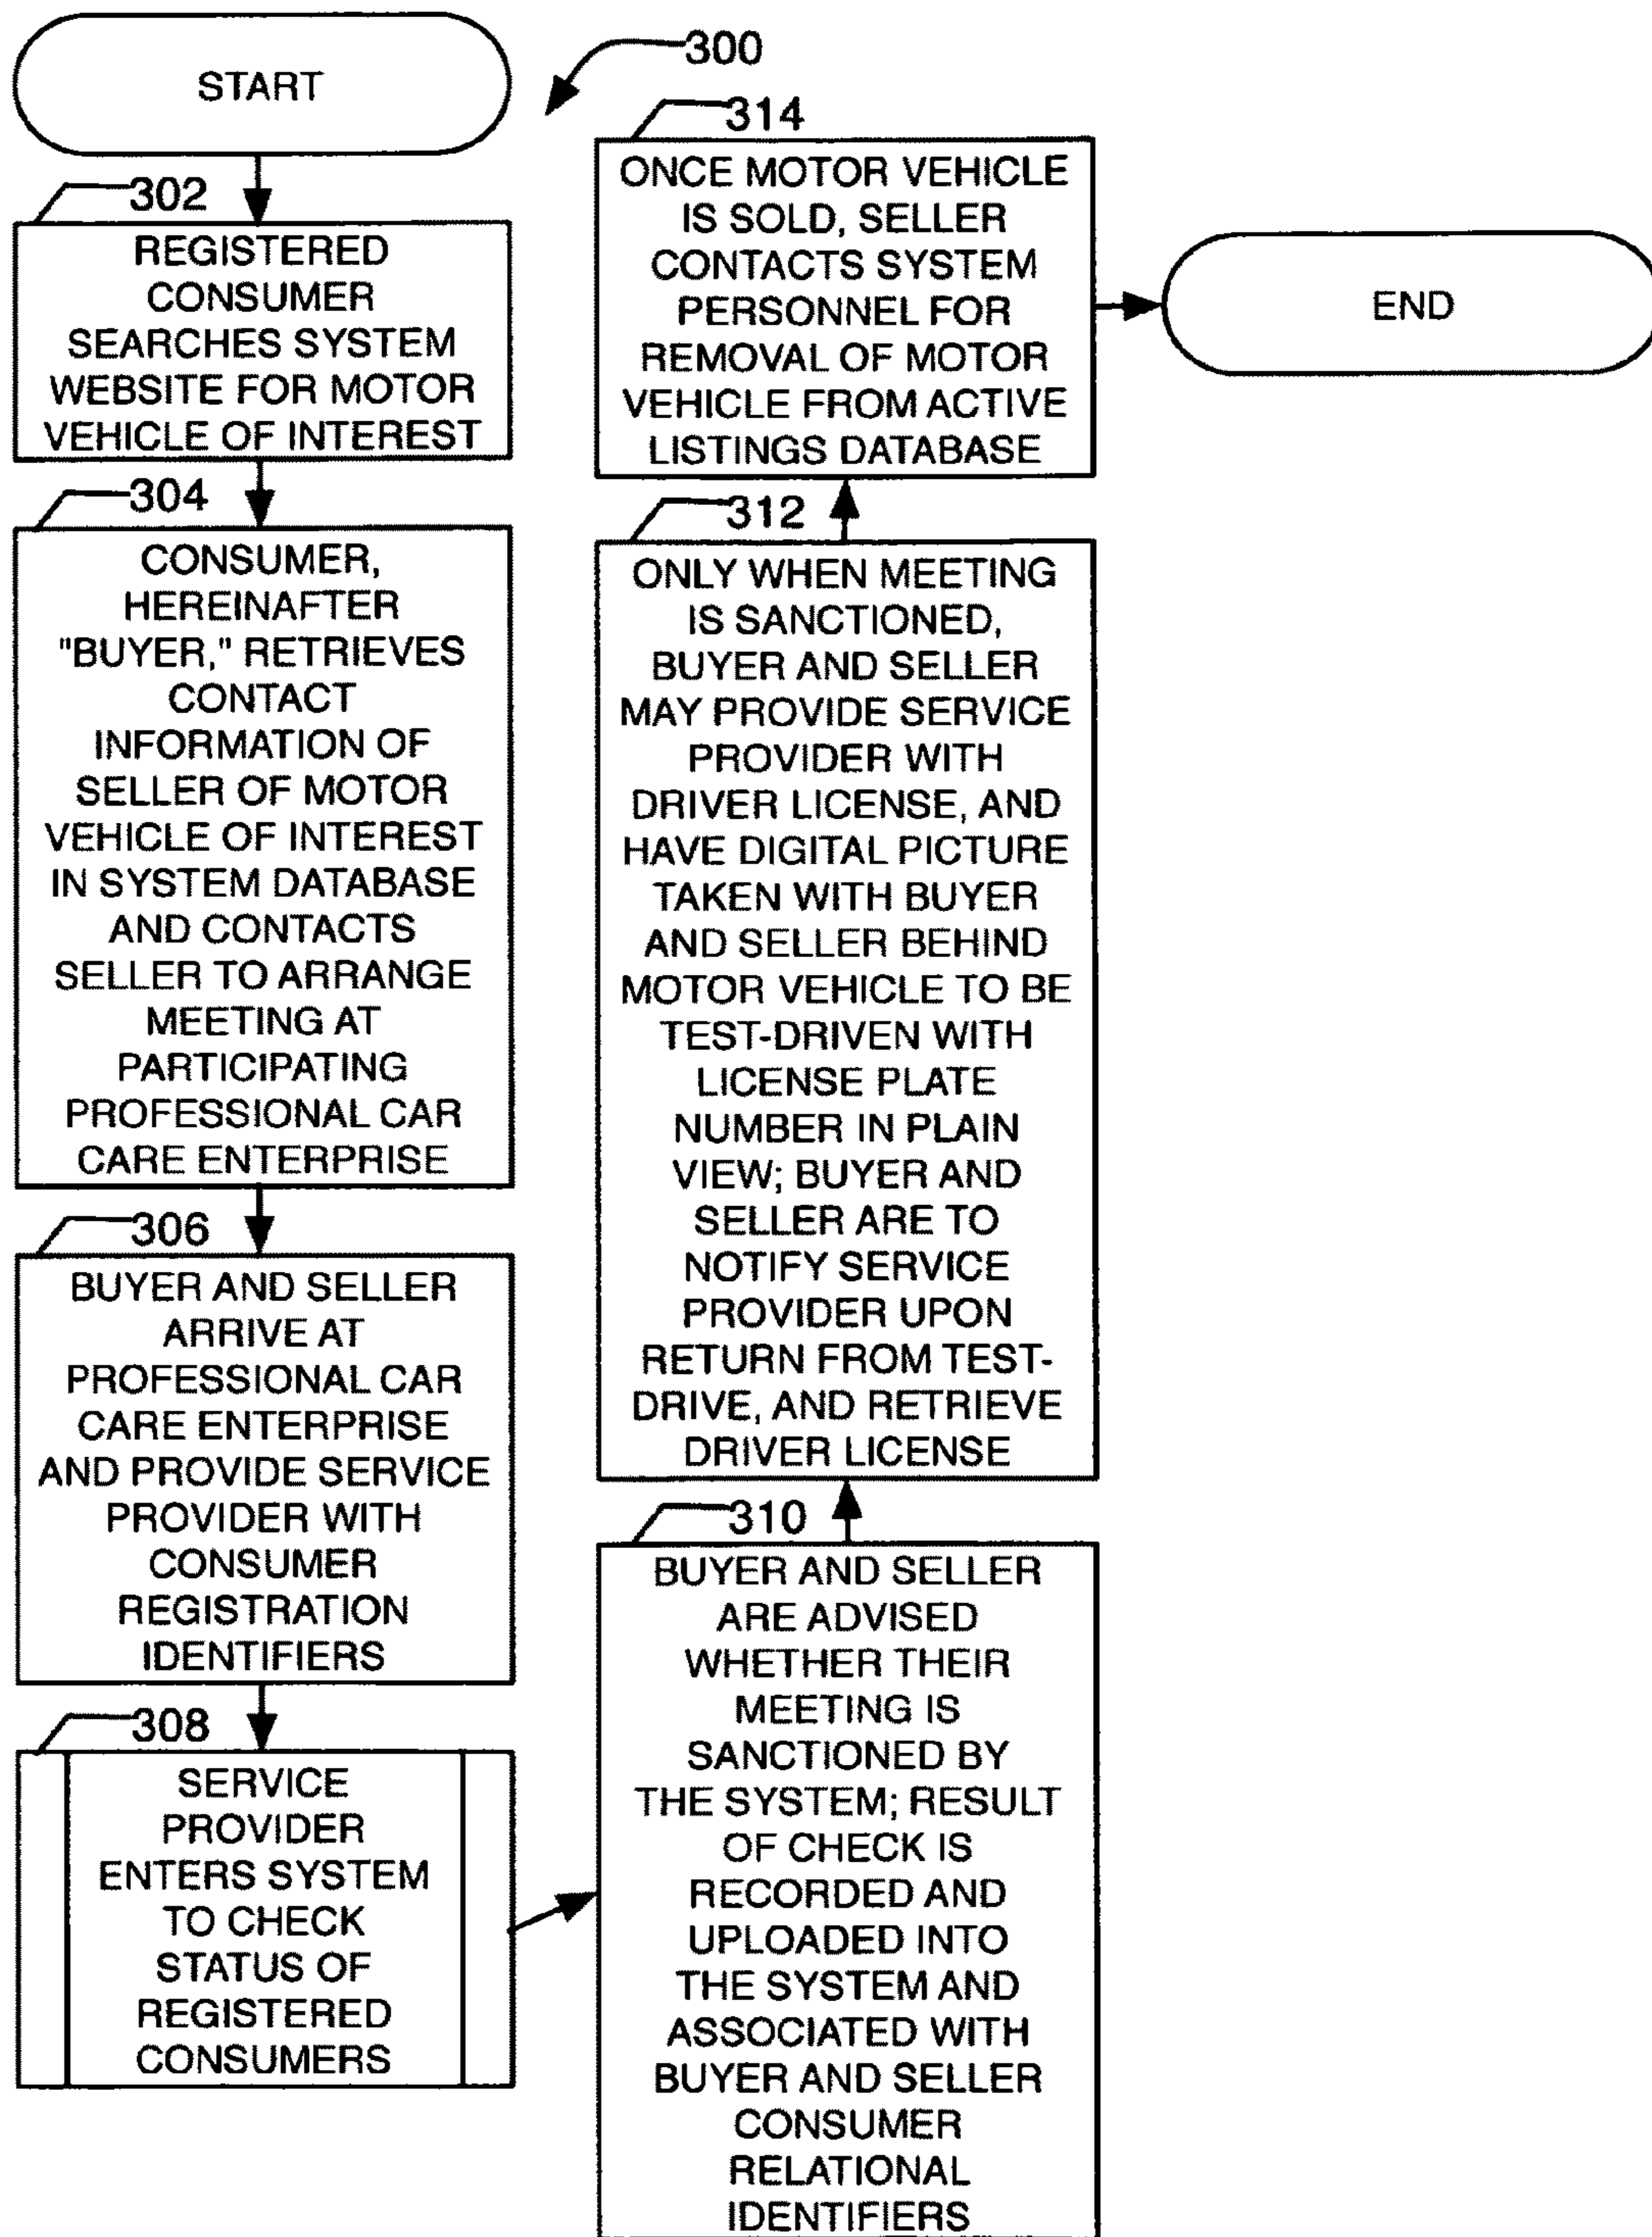 START
300
302
REGISTERED
CONSUMER
SEARCHES SYSTEM
WEBSITE FOR MOTOR
VEHICLE OF INTEREST
304
CONSUMER,
HEREINAFTER
"BUYER," RETRIEVES
CONTACT
INFORMATION OF
SELLER OF MOTOR
VEHICLE OF INTEREST
IN SYSTEM DATABASE
AND CONTACTS
SELLER TO ARRANGE
MEETING AT
PARTICIPATING
PROFESSIONAL CAR
CARE ENTERPRISE
306
BUYER AND SELLER
ARRIVE AT
PROFESSIONAL CAR
CARE ENTERPRISE
AND PROVIDE SERVICE
PROVIDER WITH
CONSUMER
REGISTRATION
IDENTIFIERS
308
SERVICE
PROVIDER
ENTERS SYSTEM
TO CHECK
STATUS OF
REGISTERED
CONSUMERS
310
BUYER AND SELLER
ARE ADVISED
WHETHER THEIR
MEETING IS
SANCTIONED BY
THE SYSTEM; RESULT
OF CHECK IS
RECORDED AND
UPLOADED INTO
THE SYSTEM AND
ASSOCIATED WITH
BUYER AND SELLER
CONSUMER
RELATIONAL
IDENTIFIERS
312
ONLY WHEN MEETING
IS SANCTIONED,
BUYER AND SELLER
MAY PROVIDE SERVICE
PROVIDER WITH
DRIVER LICENSE, AND
HAVE DIGITAL PICTURE
TAKEN WITH BUYER
AND SELLER BEHIND
MOTOR VEHICLE TO BE
TEST-DRIVEN WITH
LICENSE PLATE
NUMBER IN PLAIN
VIEW; BUYER AND
SELLER ARE TO
NOTIFY SERVICE
PROVIDER UPON
RETURN FROM TEST-
DRIVE, AND RETRIEVE
DRIVER LICENSE
314
ONCE MOTOR VEHICLE
IS SOLD, SELLER
CONTACTS SYSTEM
PERSONNEL FOR
REMOVAL OF MOTOR
VEHICLE FROM ACTIVE
LISTINGS DATABASE
END